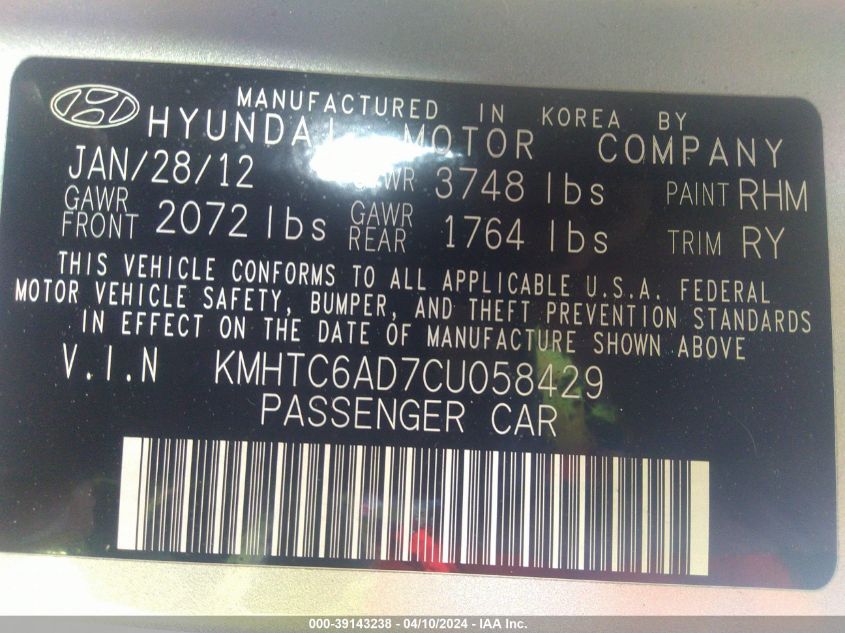 MANUFACTURED IN KOREA BY
HYUNDAI MOTOR COMPANY
JAN/28/12 3748 lbs PAINT RHM
GAWR FRONT 2072 lbs GAWR REAR 1764 lbs TRIM RY
THIS VEHICLE CONFORMS TO ALL APPLICABLE U.S.A. FEDERAL
MOTOR VEHICLE SAFETY, BUMPER, AND THEFT PREVENTION STANDARDS
IN EFFECT ON THE DATE OF MANUFACTURE SHOWN ABOVE
V.I.N KMHTC6AD7CU058429
PASSENGER CAR
000-39143238 - 04/10/2024 - IAA Inc.